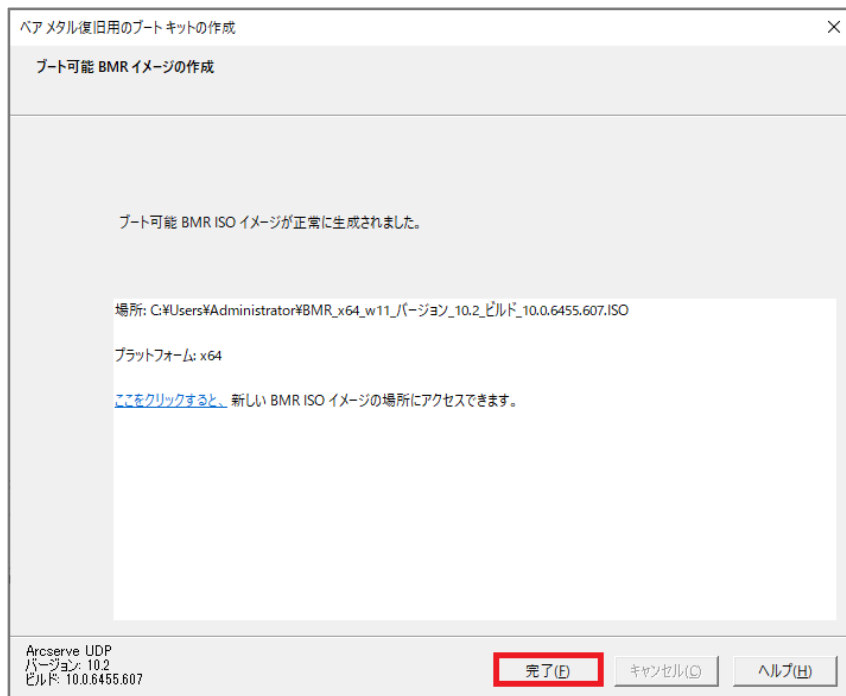 ベア メタル復旧用のブート キットの作成
ブート可能 BMR イメージの作成
ブート可能 BMR ISO イメージが正常に生成されました。
場所: C:¥Users¥Administrator¥BMR_x64_w11_バージョン_10.2_ビルド_10.0.6455.607.ISO
プラットフォーム: x64
ここをクリックすると、 新しい BMR ISO イメージの場所にアクセスできます。
Arcserve UDP
バージョン: 10.2
ビルド: 10.0.6455.607
完了(F)
キャンセル(C)
ヘルプ(H)